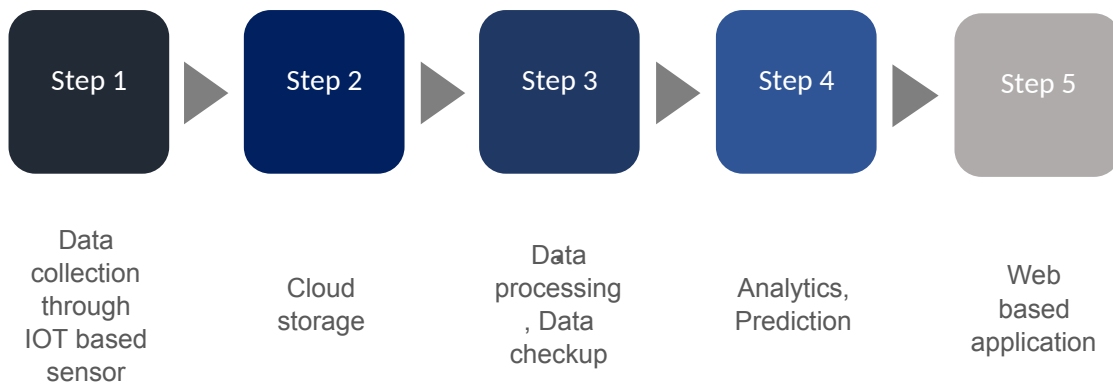 Step 1
Step 2
Step 3
Step 4
Step 5
Data
collection
through
IOT based
sensor
Cloud
storage
Data
processing
, Data
checkup
Analytics,
Prediction
Web
based
application